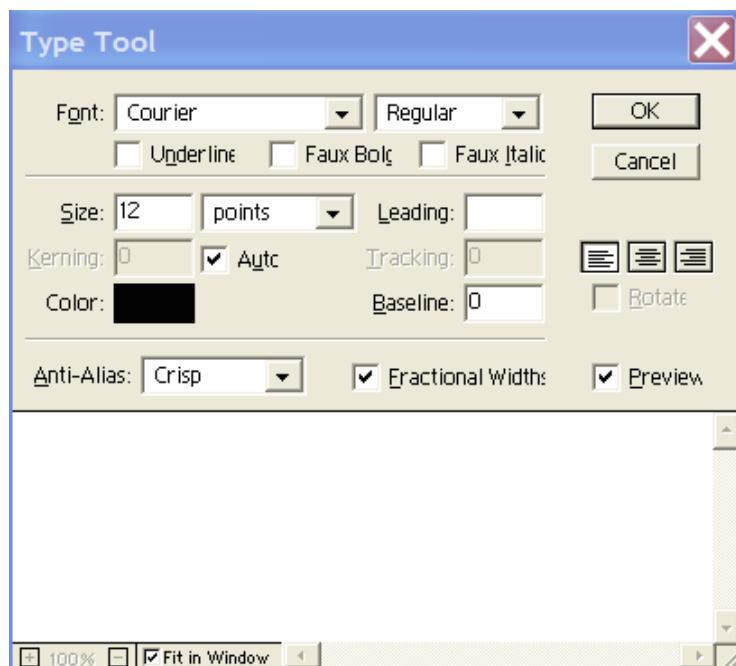 Type Tool
Font: Courier Regular OK
Underline Faux Bold Faux Italic Cancel
Size: 12 points Leading:
Kerning: 0 Auto Tracking: 0
Color: Baseline: 0 Rotate
Anti-Alias: Crisp Fractional Widths Preview
100% Fit in Window